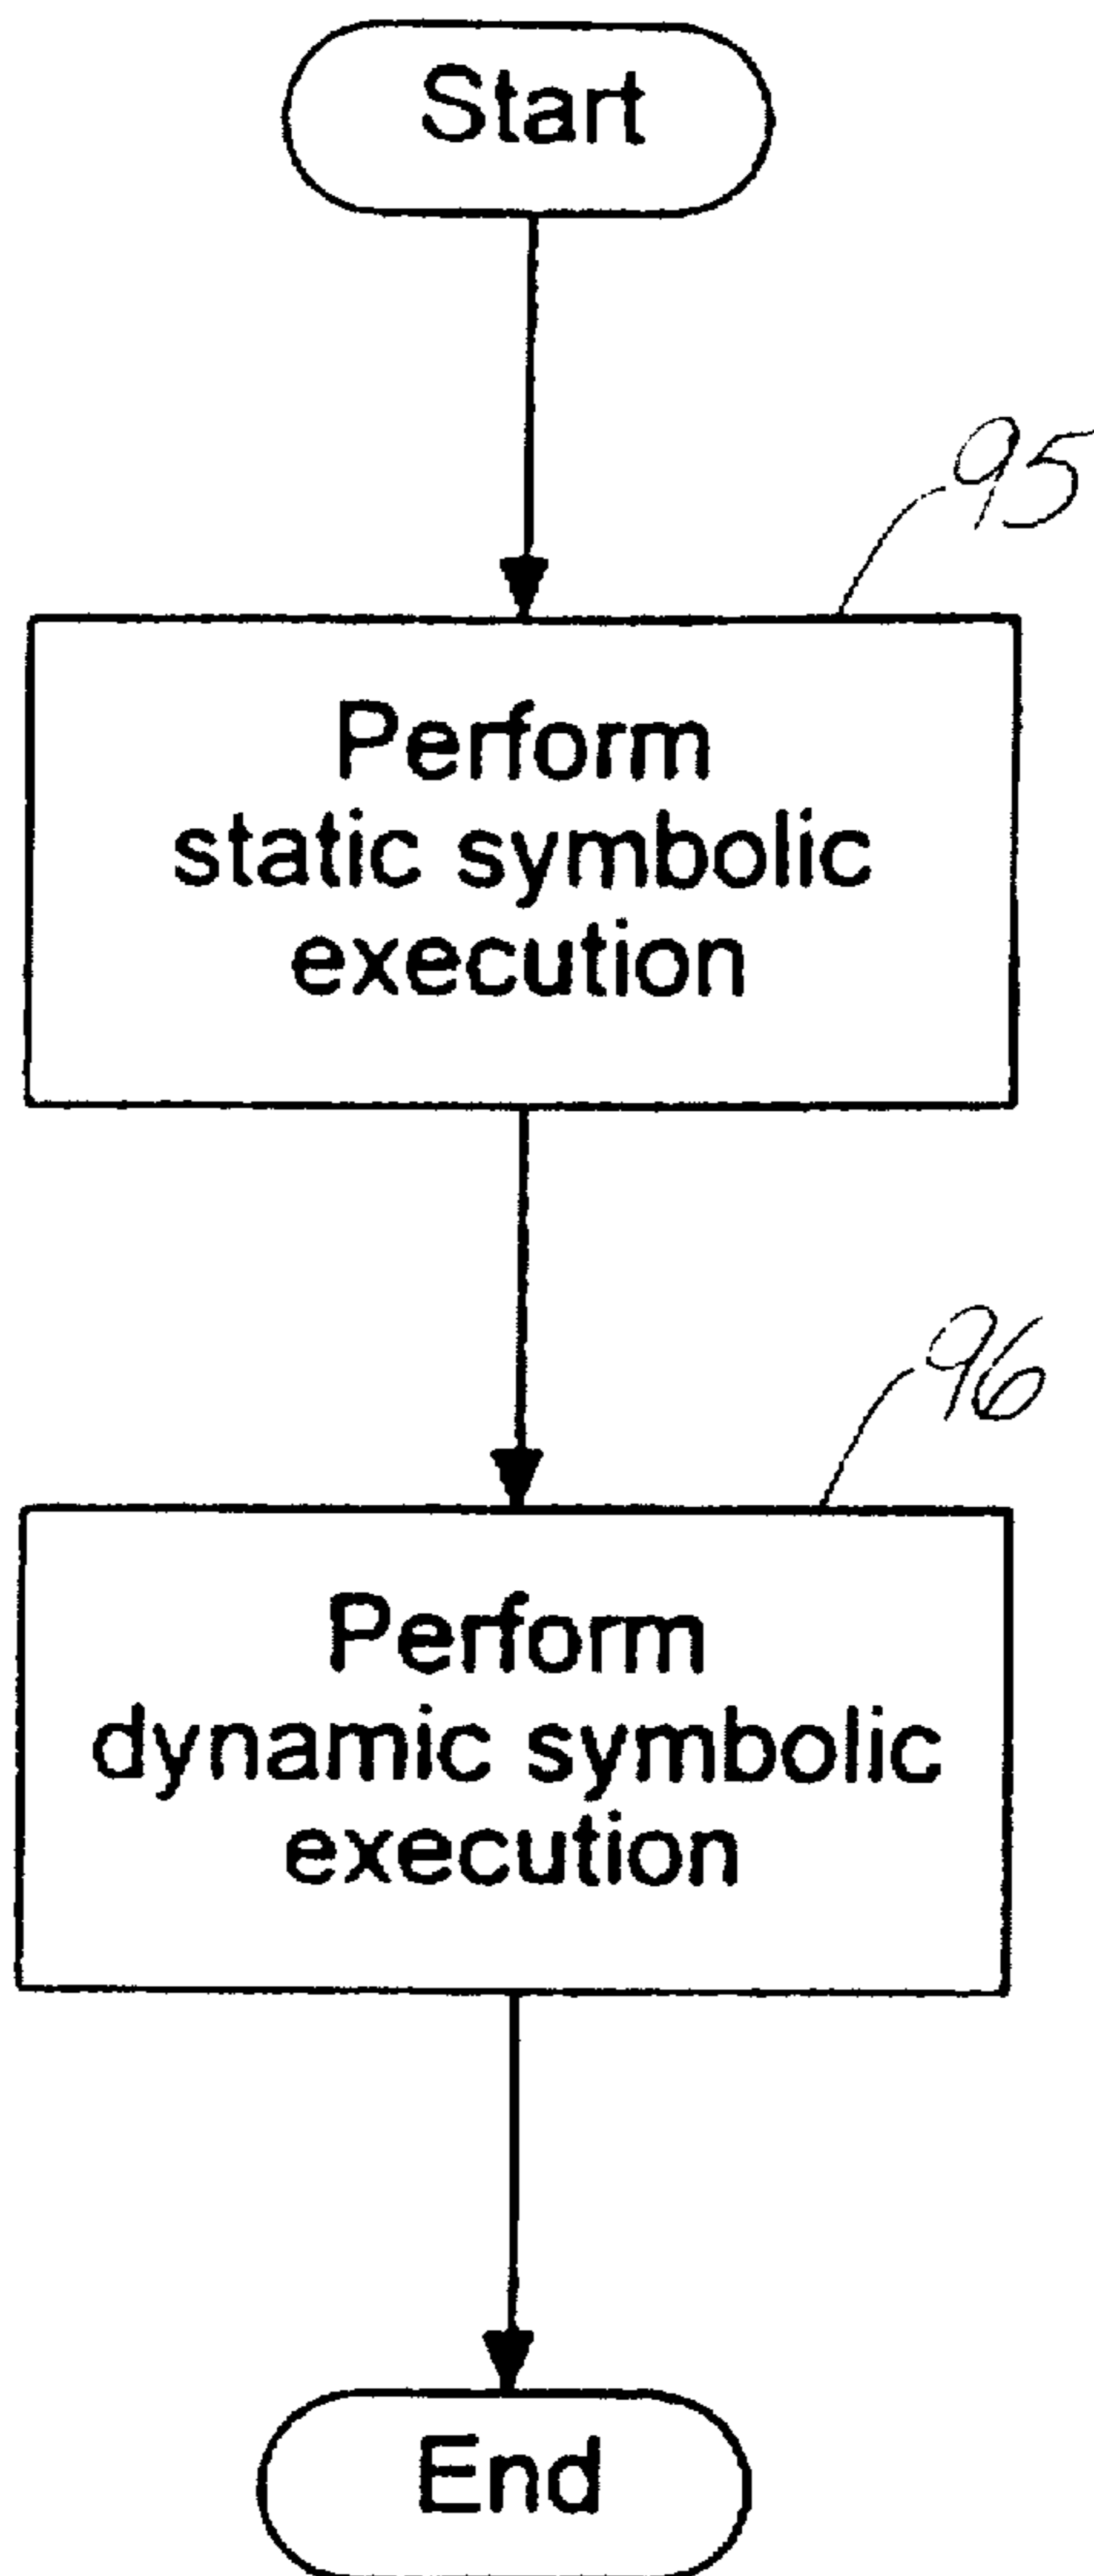 Start
95
Perform
static symbolic
execution
96
Perform
dynamic symbolic
execution
End